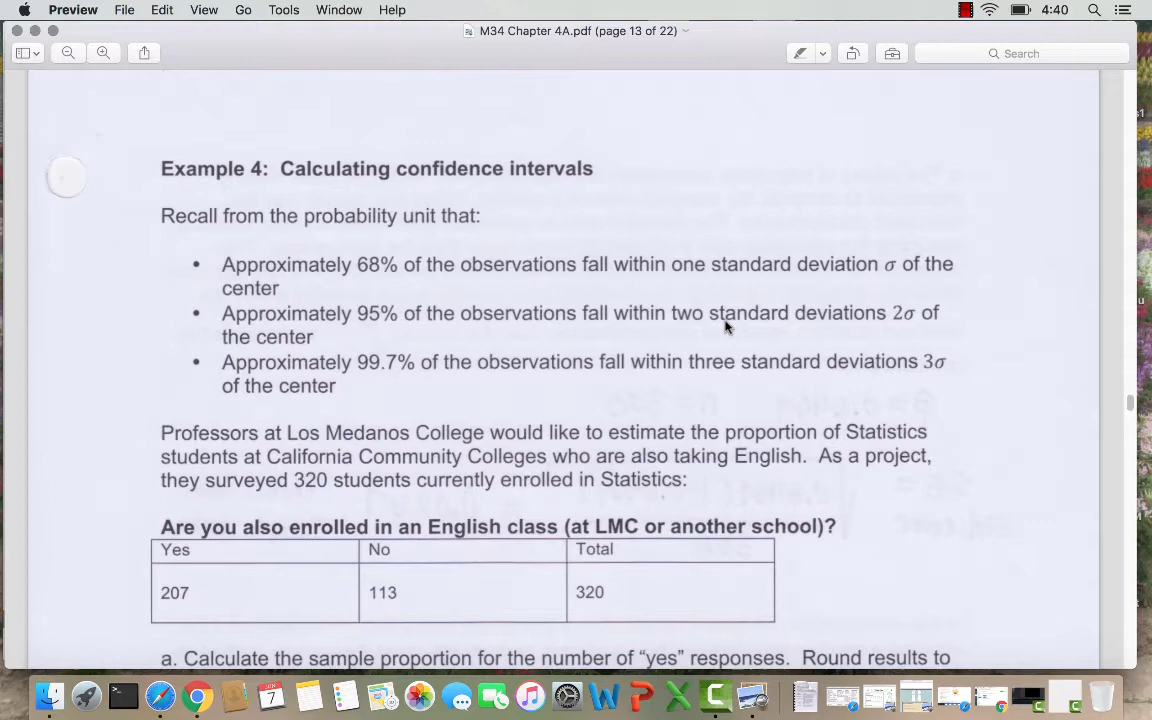 Preview File Edit View Go Tools Window Help 4:40
M34 Chapter 4A.pdf (page 13 of 22)
Search
Example 4: Calculating confidence intervals
Recall from the probability unit that:
• Approximately 68% of the observations fall within one standard deviation σ of the
center
• Approximately 95% of the observations fall within two standard deviations 2σ of
the center
• Approximately 99.7% of the observations fall within three standard deviations 3σ
of the center
Professors at Los Medanos College would like to estimate the proportion of Statistics
students at California Community Colleges who are also taking English. As a project,
they surveyed 320 students currently enrolled in Statistics:
Are you also enrolled in an English class (at LMC or another school)?
Yes No Total
207 113 320
a. Calculate the sample proportion for the number of “yes” responses. Round results to